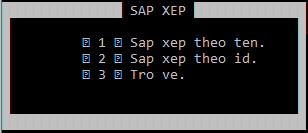 SAP XEP
⍰ 1 ⍰ Sap xep theo ten.
⍰ 2 ⍰ Sap xep theo id.
⍰ 3 ⍰ Tro ve.